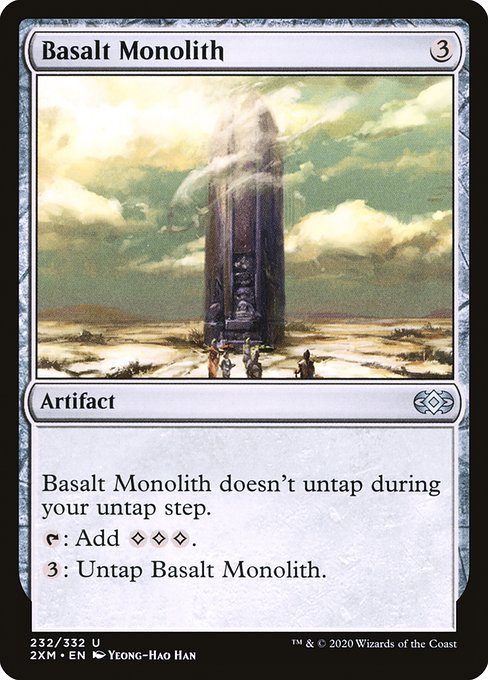 Basalt Monolith 3
Artifact
Basalt Monolith doesn't untap during
your untap step.
: Add ◇◇◇.
3: Untap Basalt Monolith.
232/332 U
2XM • EN Yeong-Hao Han
™ & © 2020 Wizards of the Coast